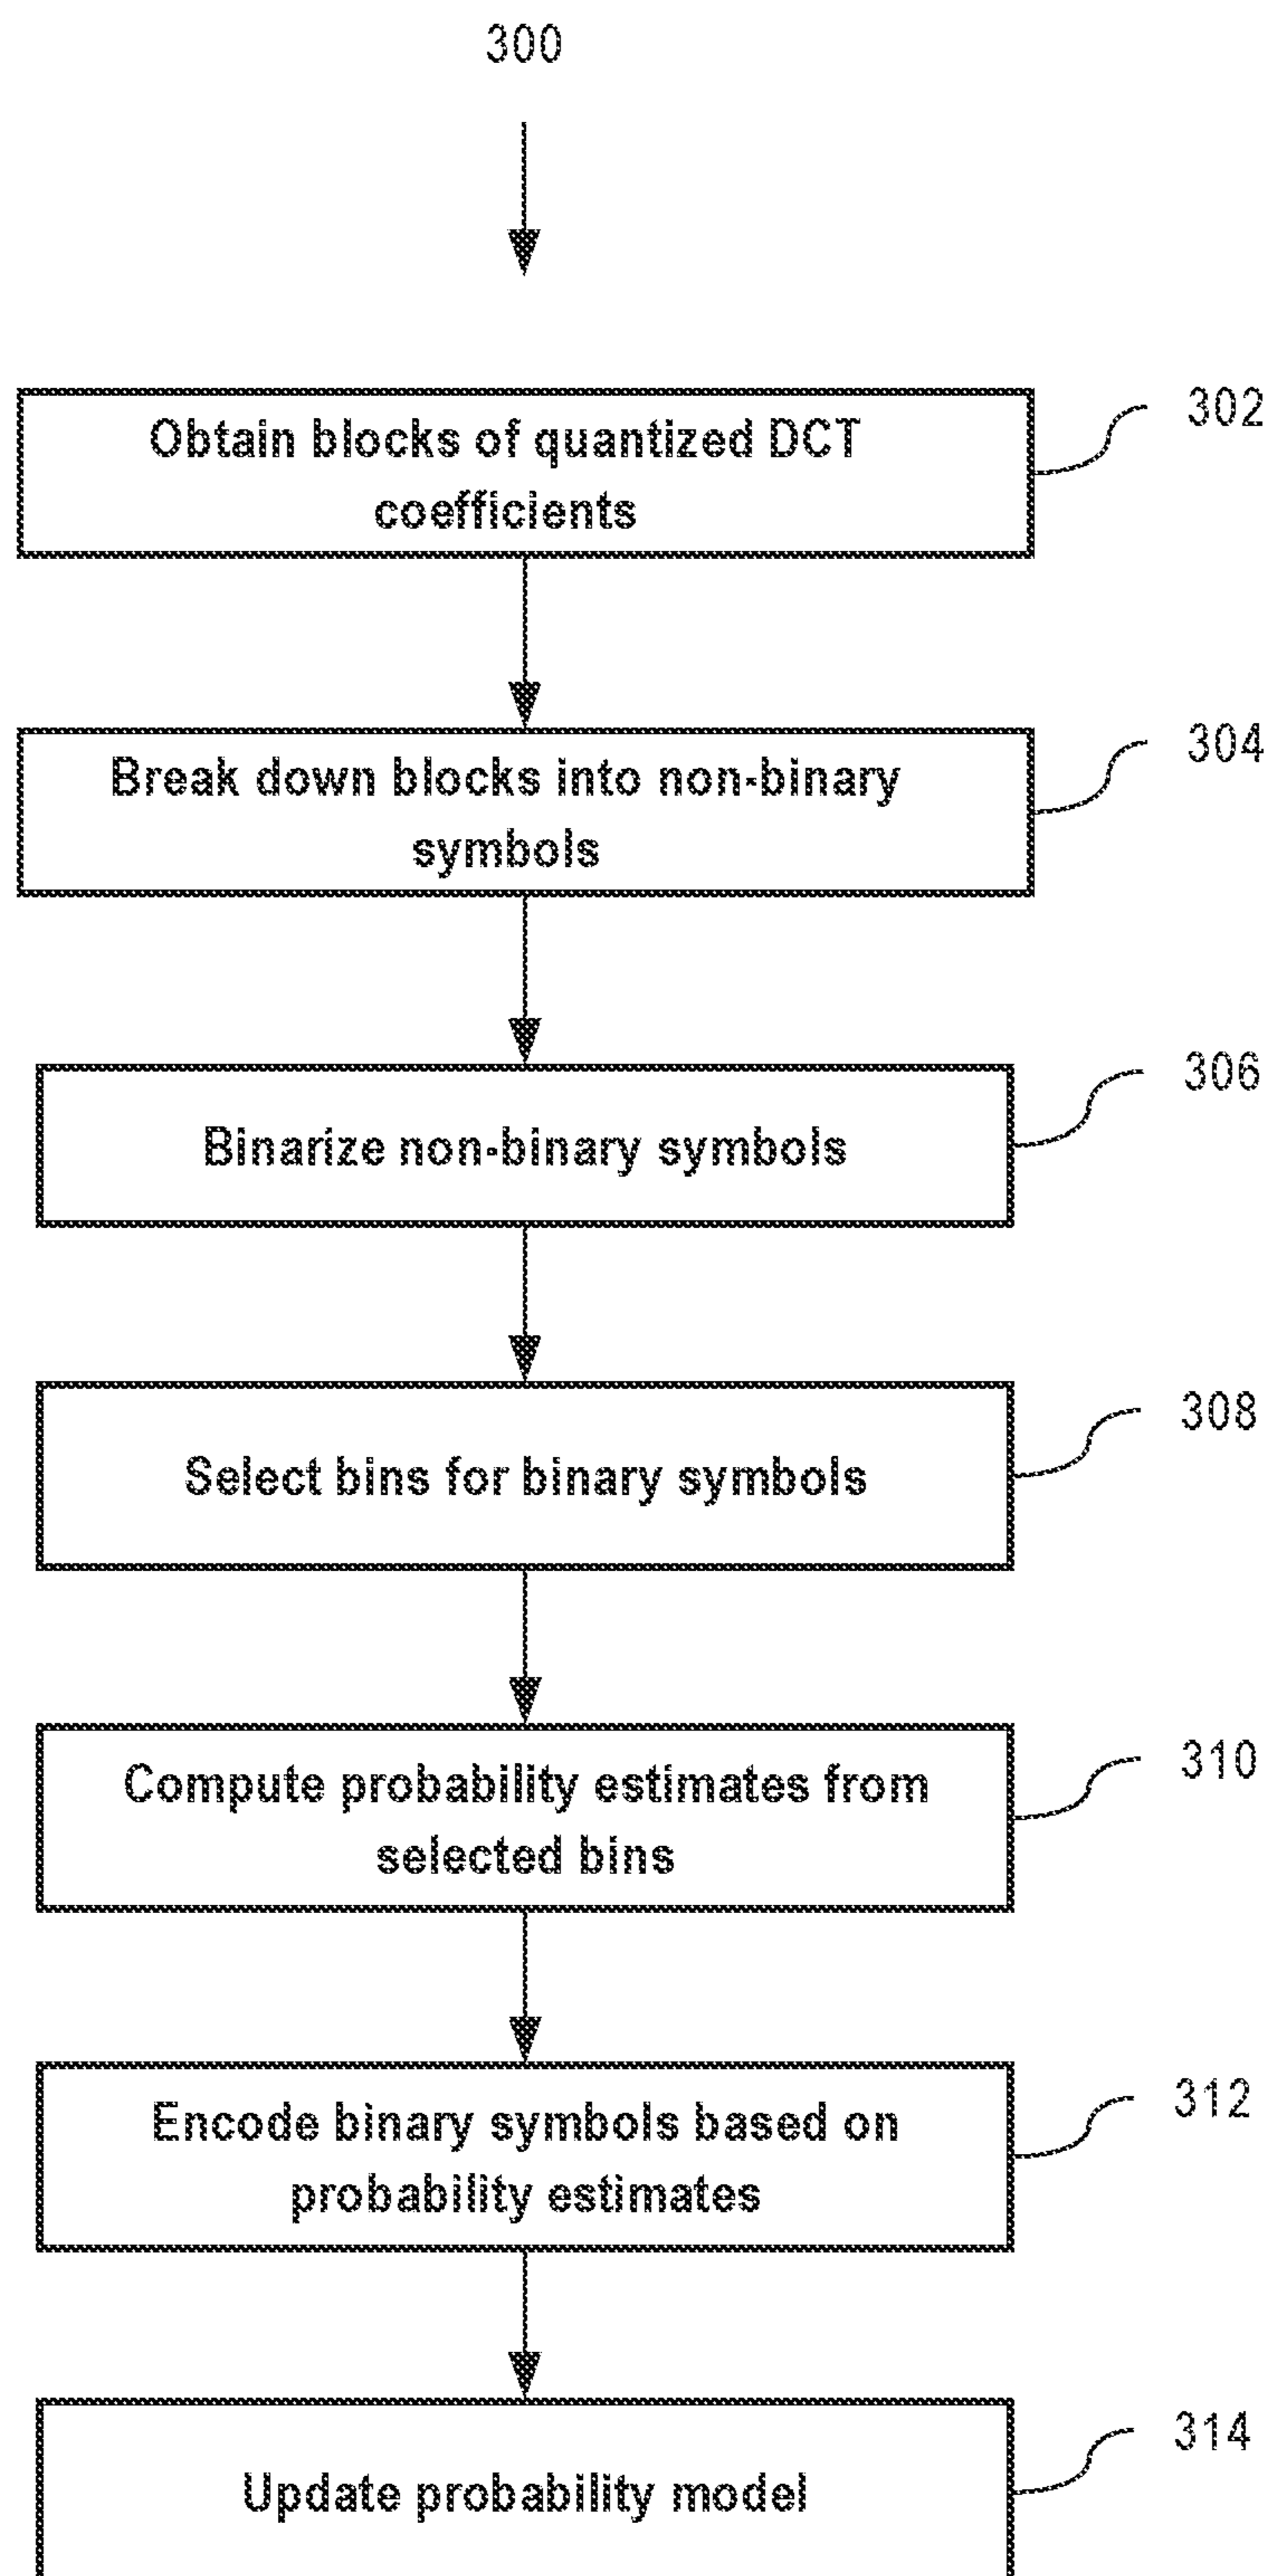 300
Obtain blocks of quantized DCT
coefficients
302
Break down blocks into non-binary
symbols
304
Binarize non-binary symbols
306
Select bins for binary symbols
308
Compute probability estimates from
selected bins
310
Encode binary symbols based on
probability estimates
312
Update probability model
314